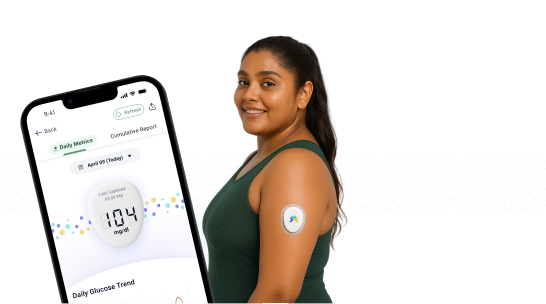 9:41
Refresh
Back
Daily Metrics
Cumulative Report
April 09 (Today)
Last Captured
104
mg/dl
Daily Glucose Trend